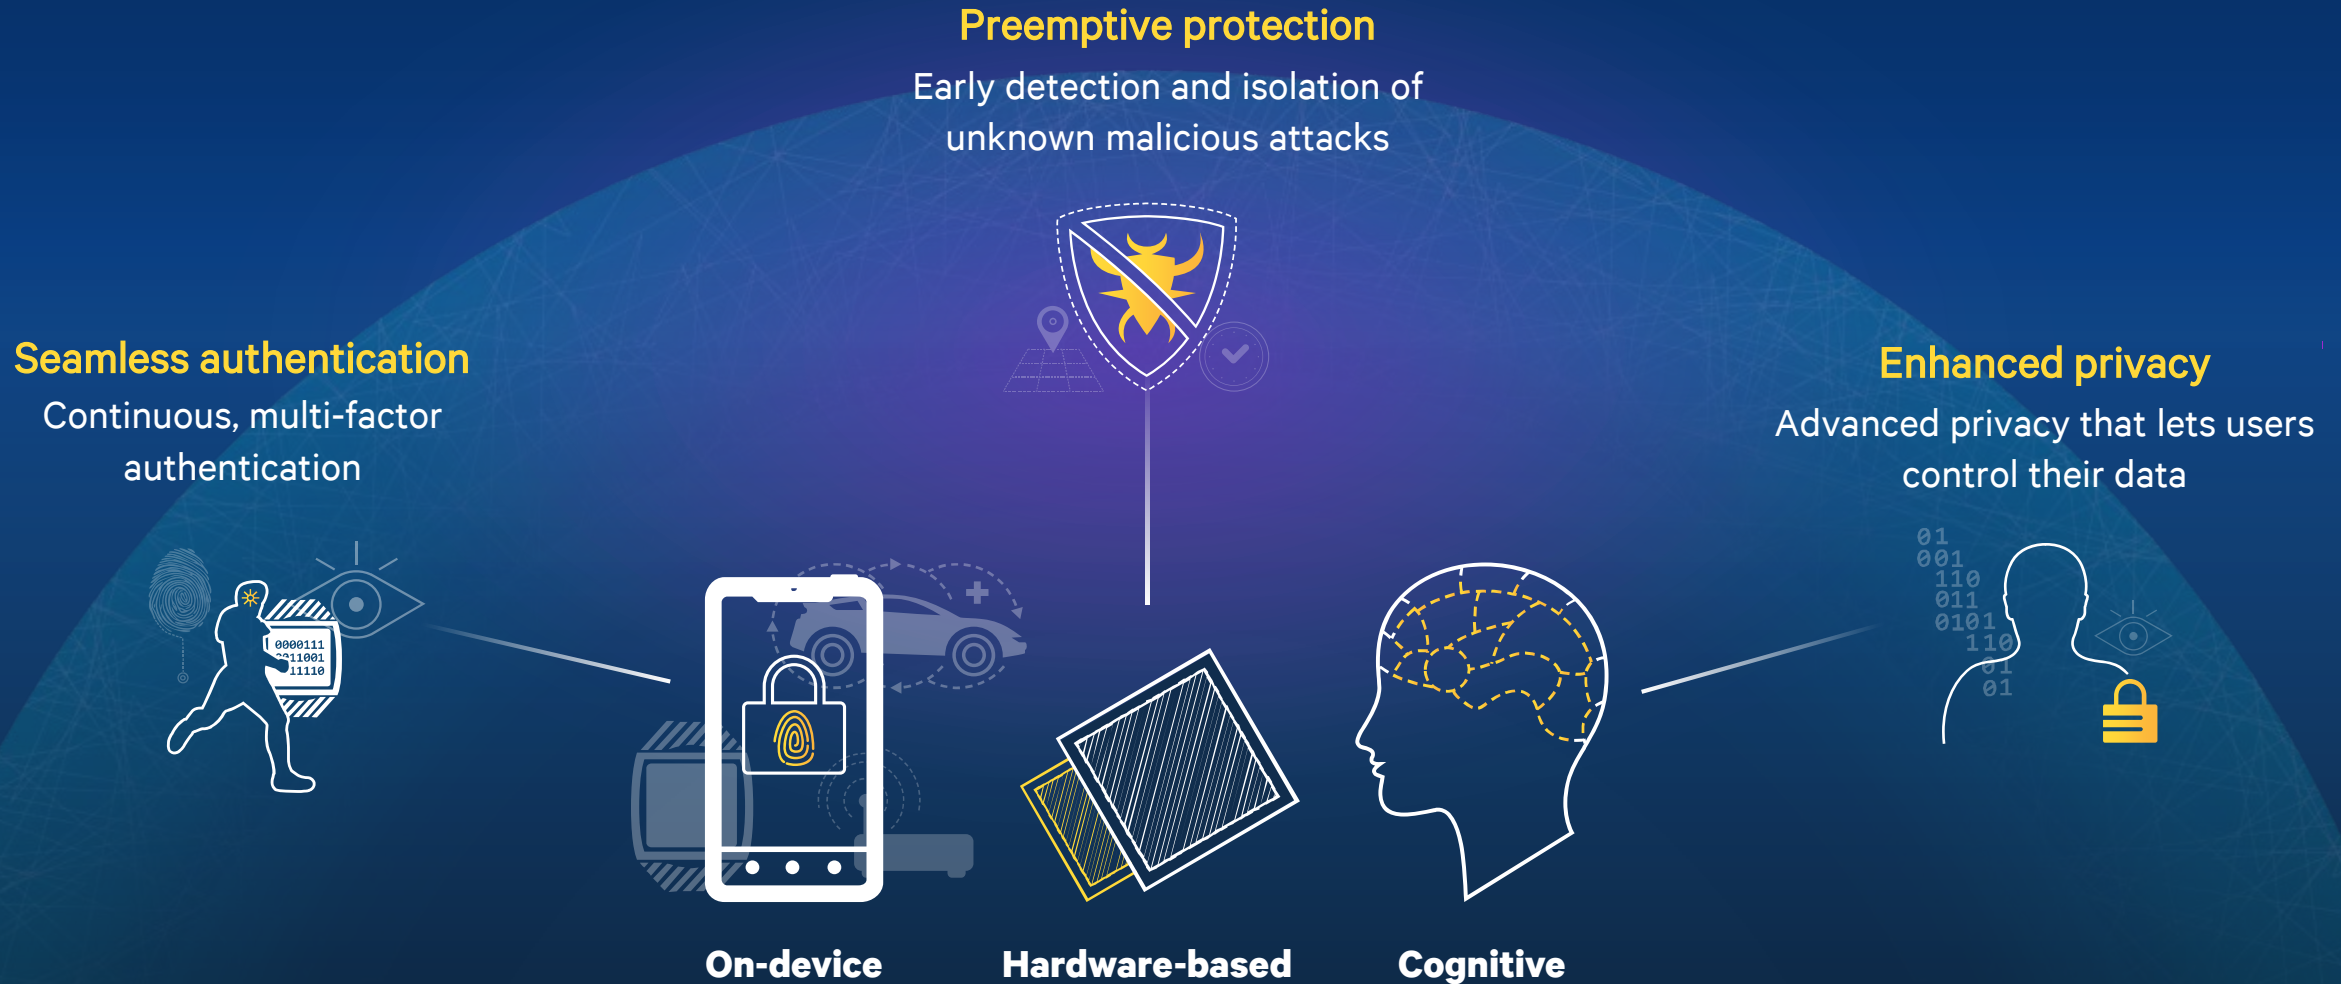 Preemptive protection
Early detection and isolation of
unknown malicious attacks
Seamless authentication
Continuous, multi-factor
authentication
Enhanced privacy
Advanced privacy that lets users
control their data
0000111
11001
11110
01
001
110
011
0101
110
01
01
On-device
Hardware-based
Cognitive